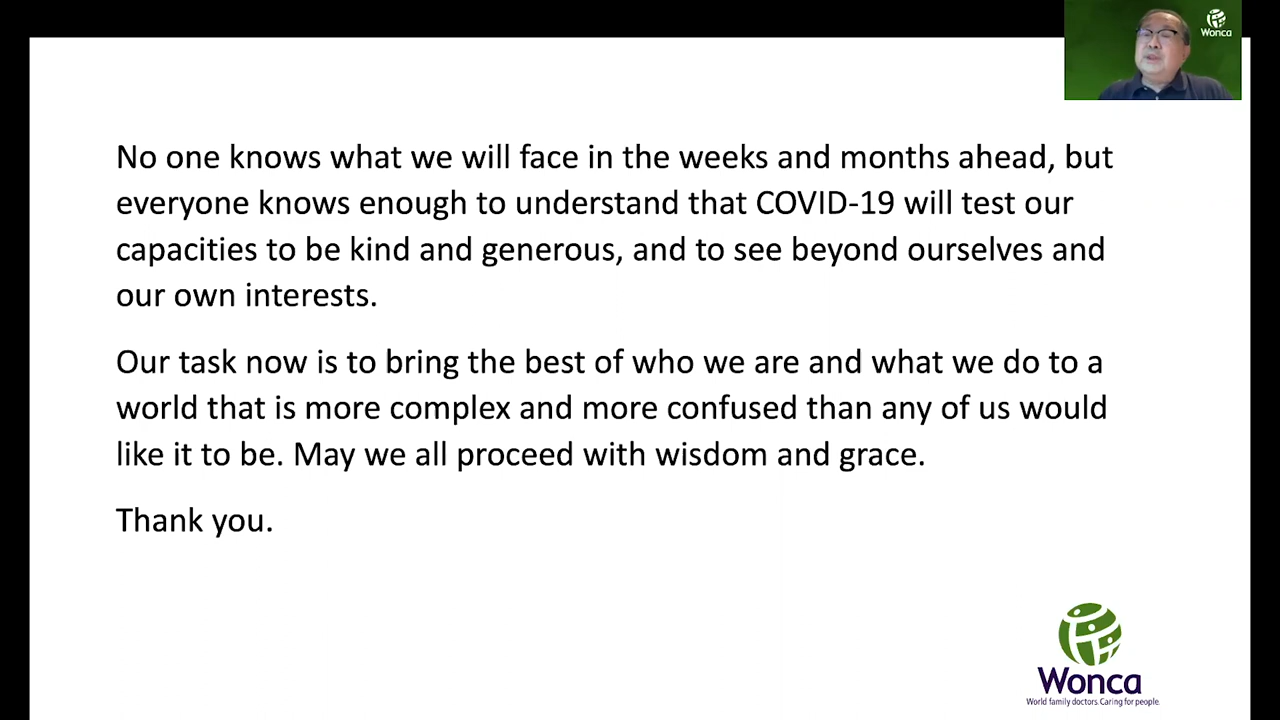 Wonca
No one knows what we will face in the weeks and months ahead, but
everyone knows enough to understand that COVID-19 will test our
capacities to be kind and generous, and to see beyond ourselves and
our own interests.
Our task now is to bring the best of who we are and what we do to a
world that is more complex and more confused than any of us would
like it to be. May we all proceed with wisdom and grace.
Thank you.
Wonca
World family doctors. Caring for people.